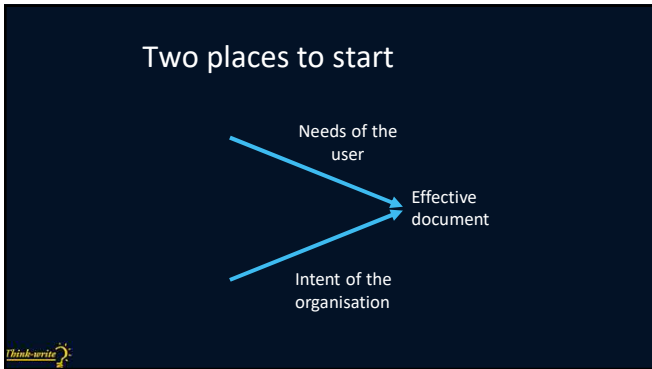 Two places to start
Needs of the
user
Effective
document
Intent of the
organisation
Think-write